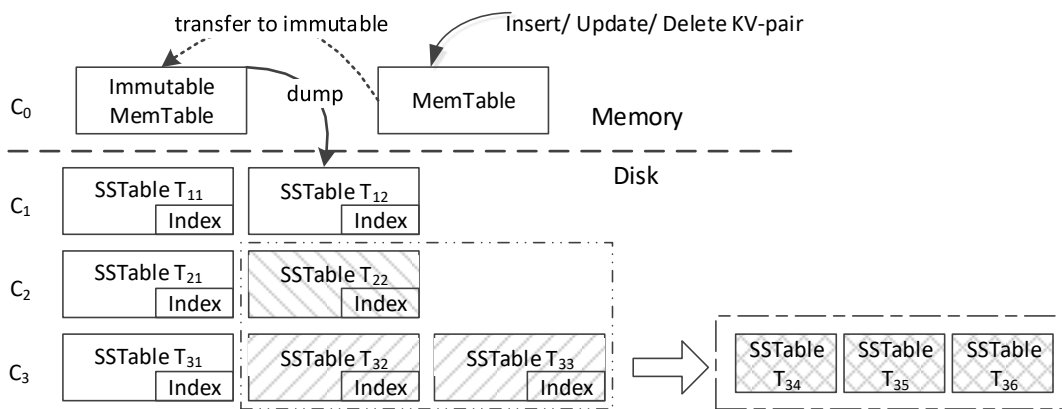 transfer to immutable
Insert/ Update/ Delete KV-pair
C₀
Immutable
MemTable
dump
MemTable
Memory
Disk
C₁
SSTable T₁₁
Index
SSTable T₁₂
Index
C₂
SSTable T₂₁
Index
SSTable T₂₂
Index
C₃
SSTable T₃₁
Index
SSTable T₃₂
Index
SSTable T₃₃
Index
SSTable
T₃₄
SSTable
T₃₅
SSTable
T₃₆